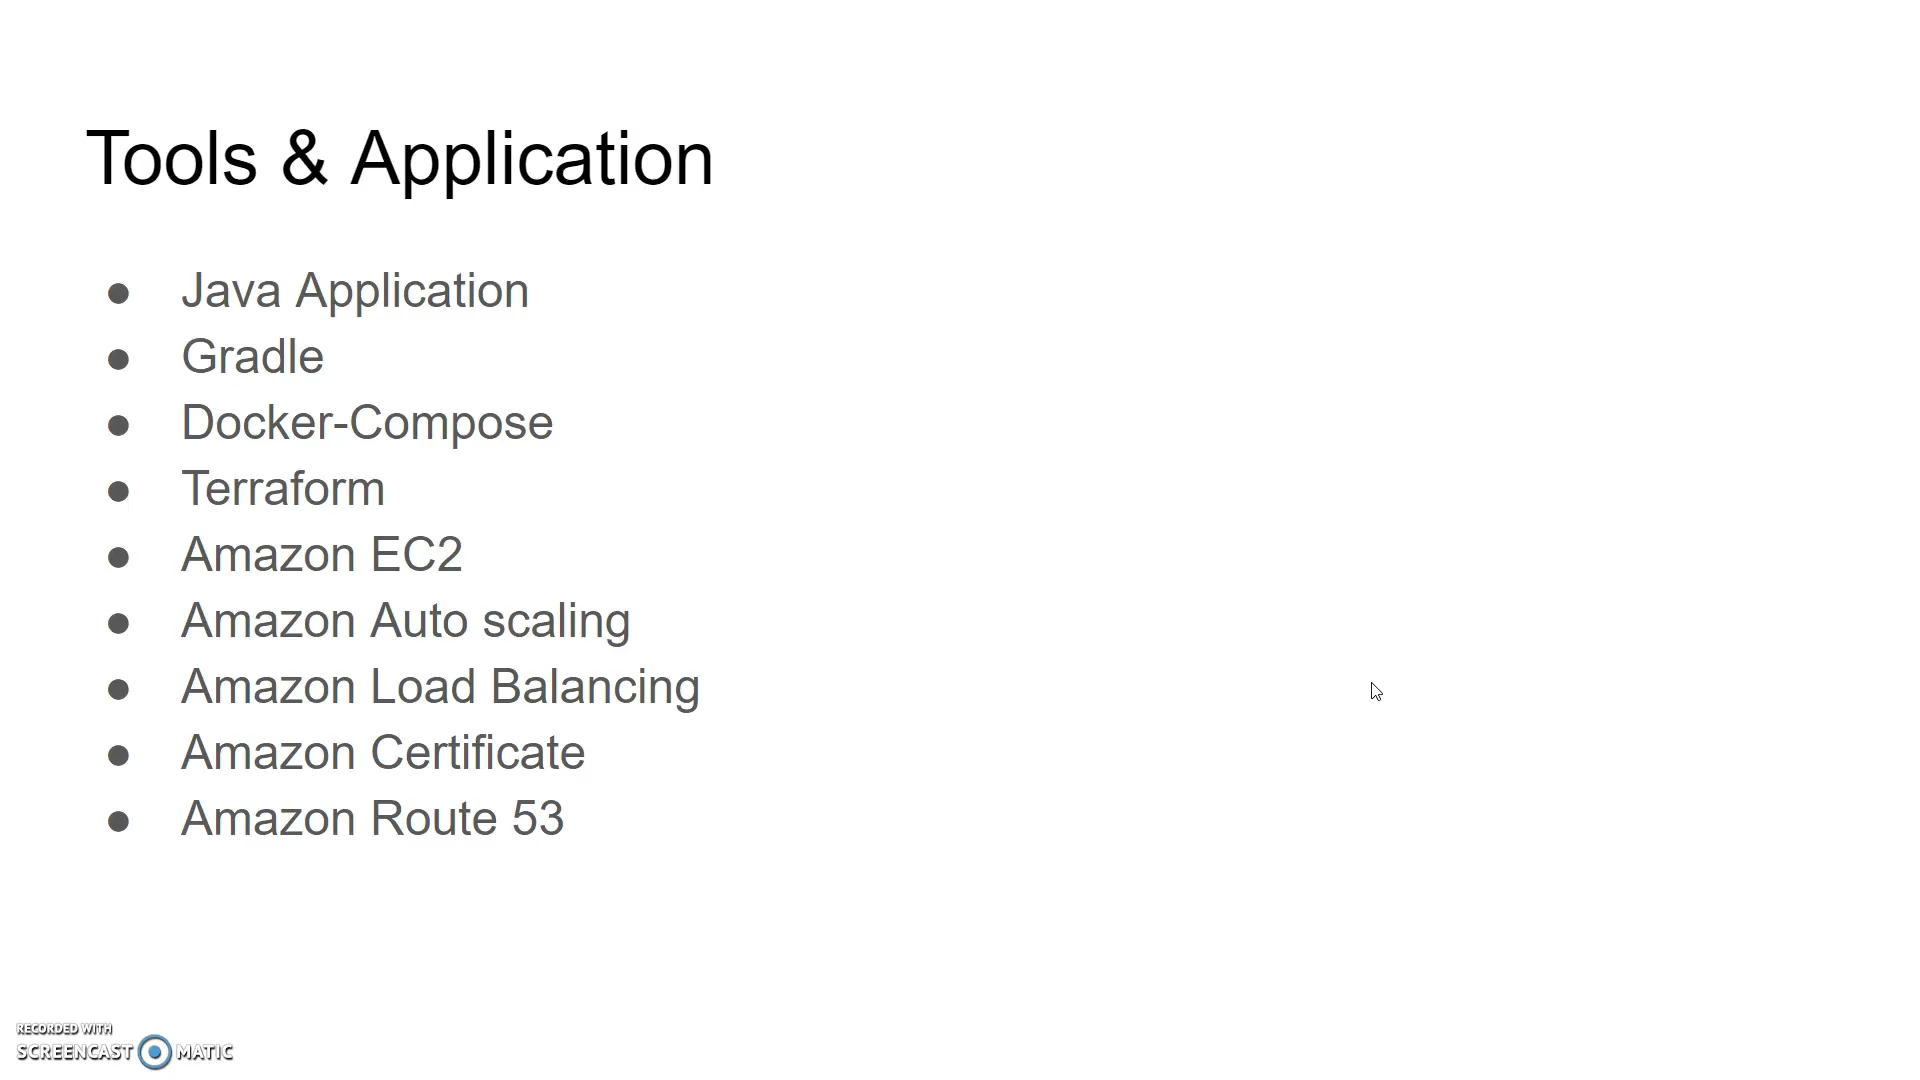 Tools & Application
● Java Application
● Gradle
● Docker-Compose
● Terraform
● Amazon EC2
● Amazon Auto scaling
● Amazon Load Balancing
● Amazon Certificate
● Amazon Route 53
RECORDED WITH
SCREENCAST MATIC